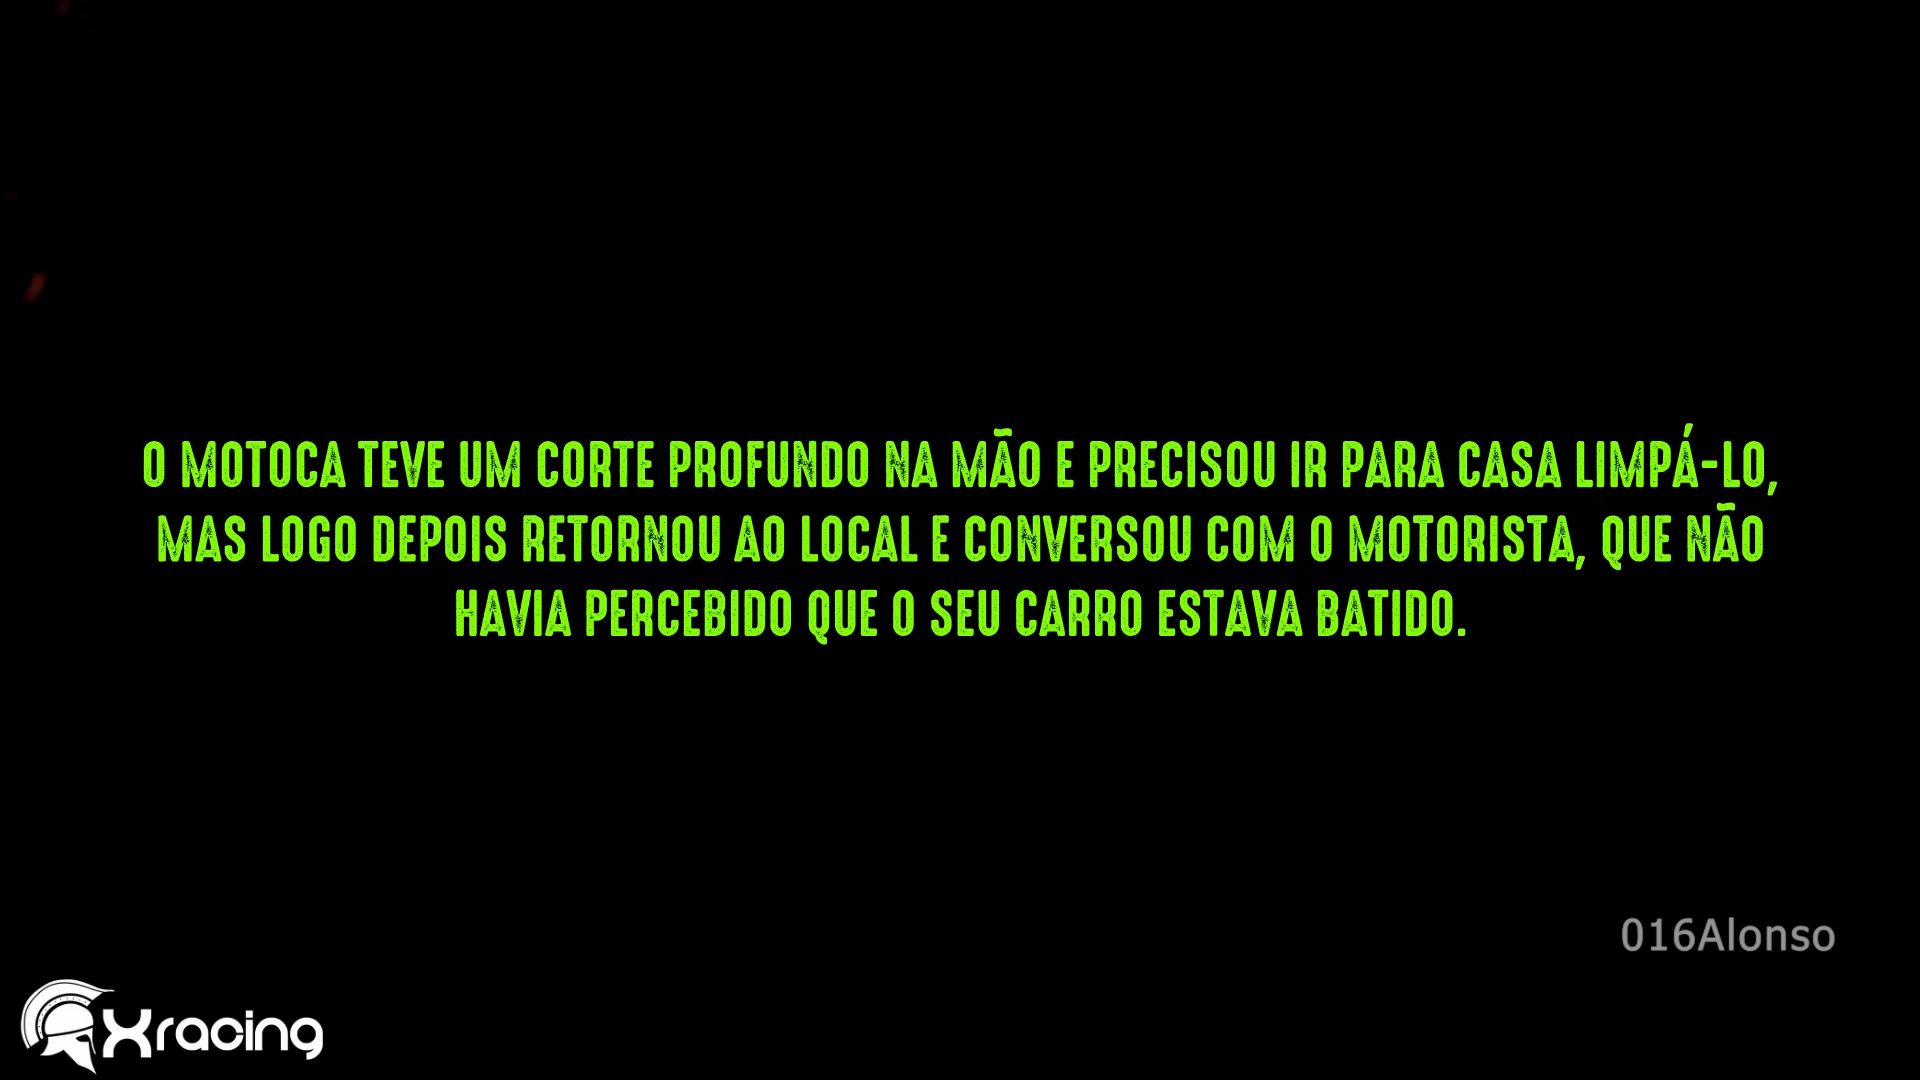 O MOTOCA TEVE UM CORTE PROFUNDO NA MÃO E PRECISOU IR PARA CASA LIMPÁ-LO,
MAS LOGO DEPOIS RETORNOU AO LOCAL E CONVERSOU COM O MOTORISTA, QUE NÃO
HAVIA PERCEBIDO QUE O SEU CARRO ESTAVA BATIDO.
016Alonso
Xracing